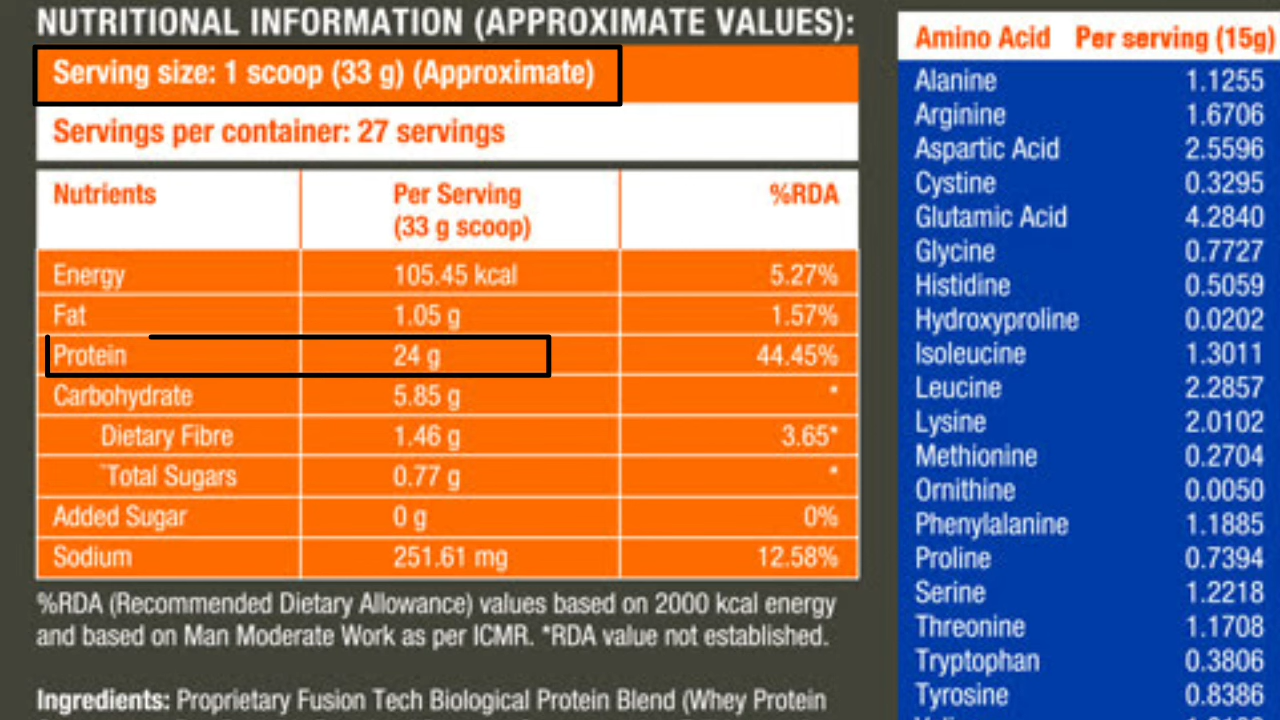 NUTRITIONAL INFORMATION (APPROXIMATE VALUES):
Serving size: 1 scoop (33 g) (Approximate)
Servings per container: 27 servings
Nutrients Per Serving (33 g scoop) %RDA
Energy 105.45 kcal 5.27%
Fat 1.05 g 1.57%
Protein 24 g 44.45%
Carbohydrate 5.85 g *
Dietary Fibre 1.46 g 3.65*
~Total Sugars 0.77 g *
Added Sugar 0 g 0%
Sodium 251.61 mg 12.58%
%RDA (Recommended Dietary Allowance) values based on 2000 kcal energy
and based on Man Moderate Work as per ICMR. *RDA value not established.
Ingredients: Proprietary Fusion Tech Biological Protein Blend (Whey Protein
Amino Acid Per serving (15g)
Alanine 1.1255
Arginine 1.6706
Aspartic Acid 2.5596
Cystine 0.3295
Glutamic Acid 4.2840
Glycine 0.7727
Histidine 0.5059
Hydroxyproline 0.0202
Isoleucine 1.3011
Leucine 2.2857
Lysine 2.0102
Methionine 0.2704
Ornithine 0.0050
Phenylalanine 1.1885
Proline 0.7394
Serine 1.2218
Threonine 1.1708
Tryptophan 0.3806
Tyrosine 0.8386